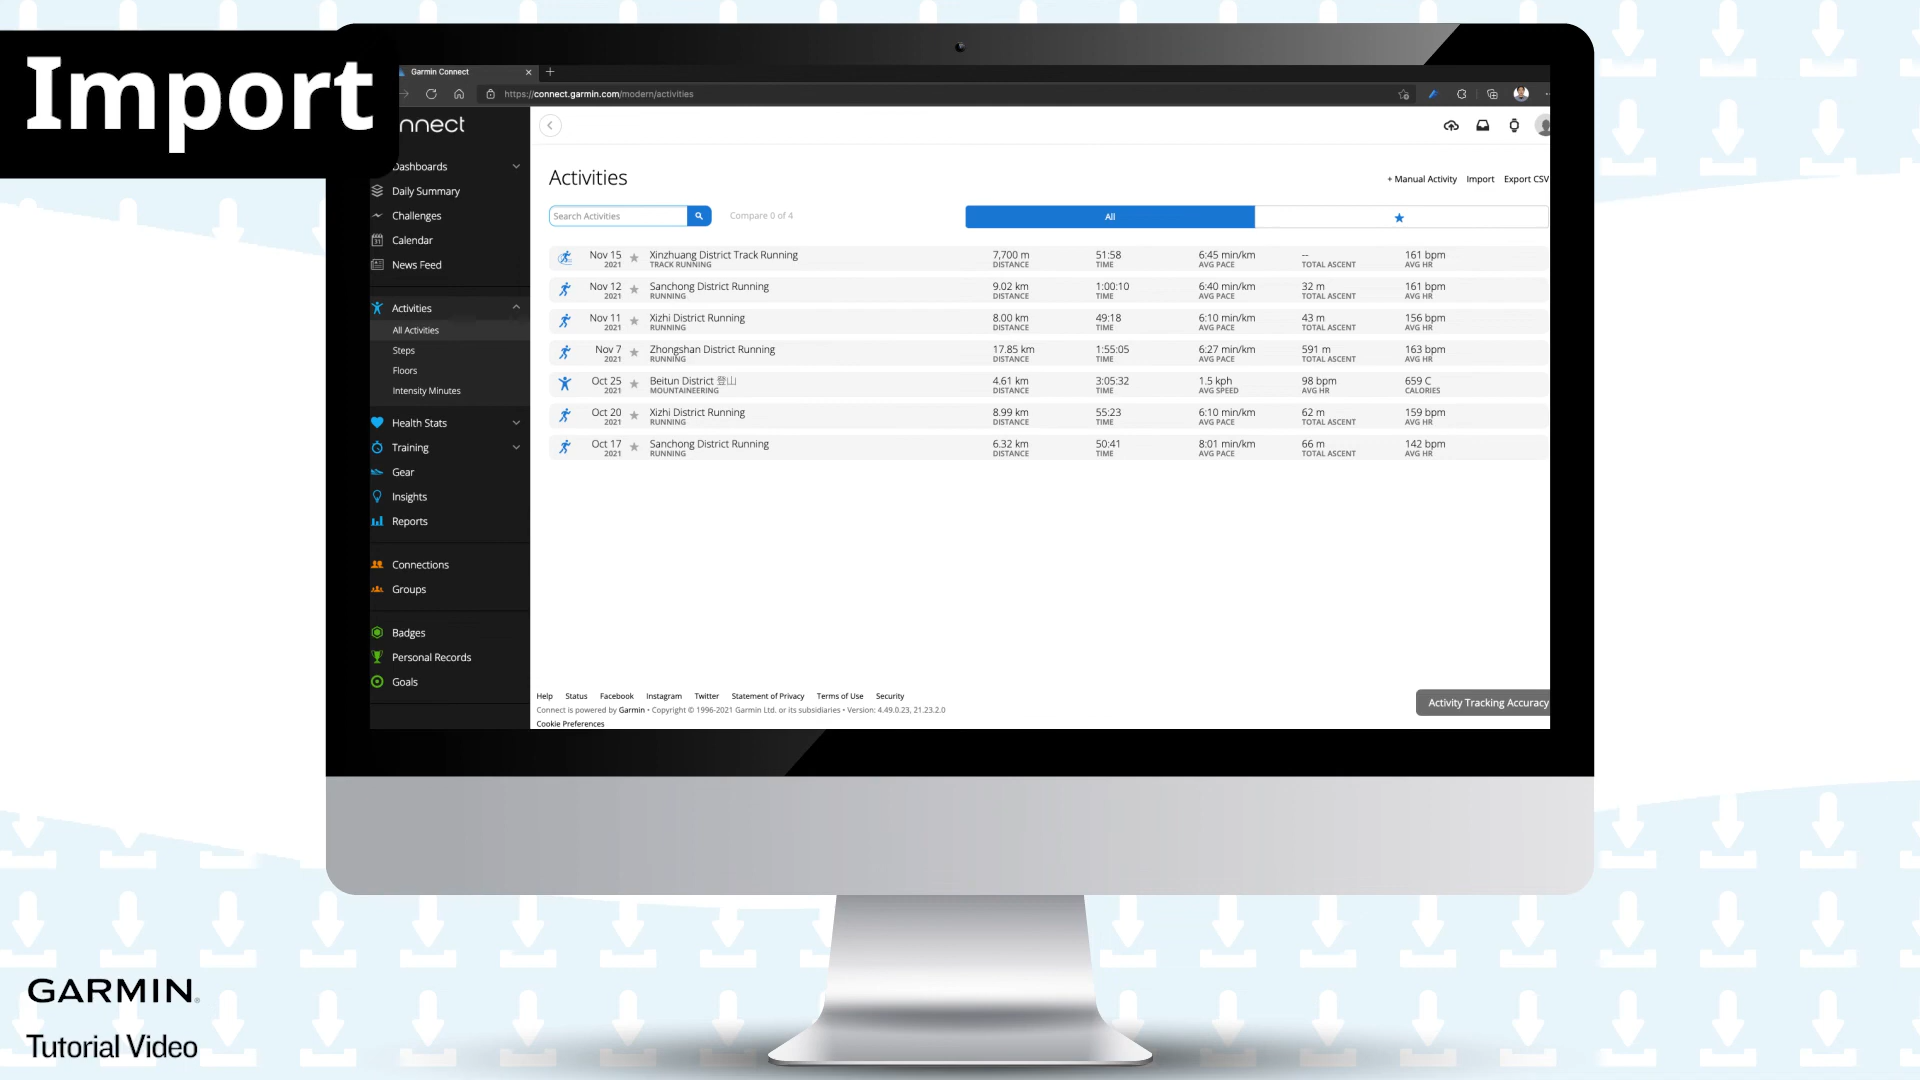 Import
Garmin Connect
https://connect.garmin.com/modern/activities
nnect
Dashboards
Daily Summary
Challenges
Calendar
News Feed
Activities
All Activities
Steps
Floors
Intensity Minutes
Health Stats
Training
Gear
Insights
Reports
Connections
Groups
Badges
Personal Records
Goals
Activities
+ Manual Activity Import Export CSV
Search Activities Compare 0 of 4 All
Nov 15 Xinzhuang District Track Running 7,700 m 51:58 6:45 min/km -- 161 bpm
2021 TRACK RUNNING DISTANCE TIME AVG PACE TOTAL ASCENT AVG HR
Nov 12 Sanchong District Running 9.02 km 1:00:10 6:40 min/km 32 m 161 bpm
2021 RUNNING DISTANCE TIME AVG PACE TOTAL ASCENT AVG HR
Nov 11 Xizhi District Running 8.00 km 49:18 6:10 min/km 43 m 156 bpm
2021 RUNNING DISTANCE TIME AVG PACE TOTAL ASCENT AVG HR
Nov 7 Zhongshan District Running 17.85 km 1:55:05 6:27 min/km 591 m 163 bpm
2021 RUNNING DISTANCE TIME AVG PACE TOTAL ASCENT AVG HR
Oct 25 Beitun District 登山 4.61 km 3:05:32 1.5 kph 98 bpm 659 C
2021 MOUNTAINEERING DISTANCE TIME AVG SPEED AVG HR CALORIES
Oct 20 Xizhi District Running 8.99 km 55:23 6:10 min/km 62 m 159 bpm
2021 RUNNING DISTANCE TIME AVG PACE TOTAL ASCENT AVG HR
Oct 17 Sanchong District Running 6.32 km 50:41 8:01 min/km 66 m 142 bpm
2021 RUNNING DISTANCE TIME AVG PACE TOTAL ASCENT AVG HR
Help Status Facebook Instagram Twitter Statement of Privacy Terms of Use Security
Connect is powered by Garmin • Copyright © 1996-2021 Garmin Ltd. or its subsidiaries • Version: 4.49.0.23, 21.23.2.0
Cookie Preferences
Activity Tracking Accuracy
GARMIN®
Tutorial Video